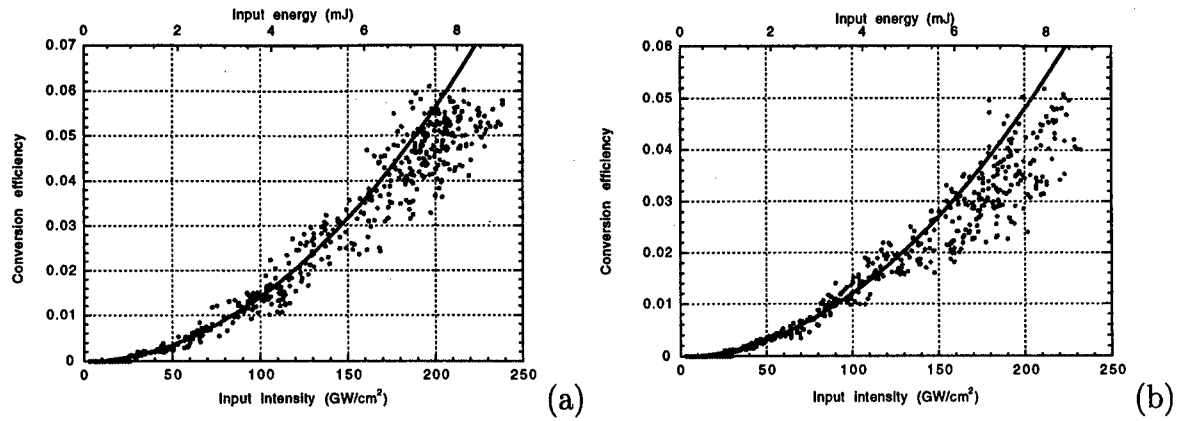 Input energy (mJ)
0 2 4 6 8
0.07
0.06
0.05
0.04
0.03
0.02
0.01
0
Conversion efficiency
0 50 100 150 200 250
Input intensity (GW/cm²)
(a)
Input energy (mJ)
0 2 4 6 8
0.06
0.05
0.04
0.03
0.02
0.01
0
Conversion efficiency
0 50 100 150 200 250
Input intensity (GW/cm²)
(b)